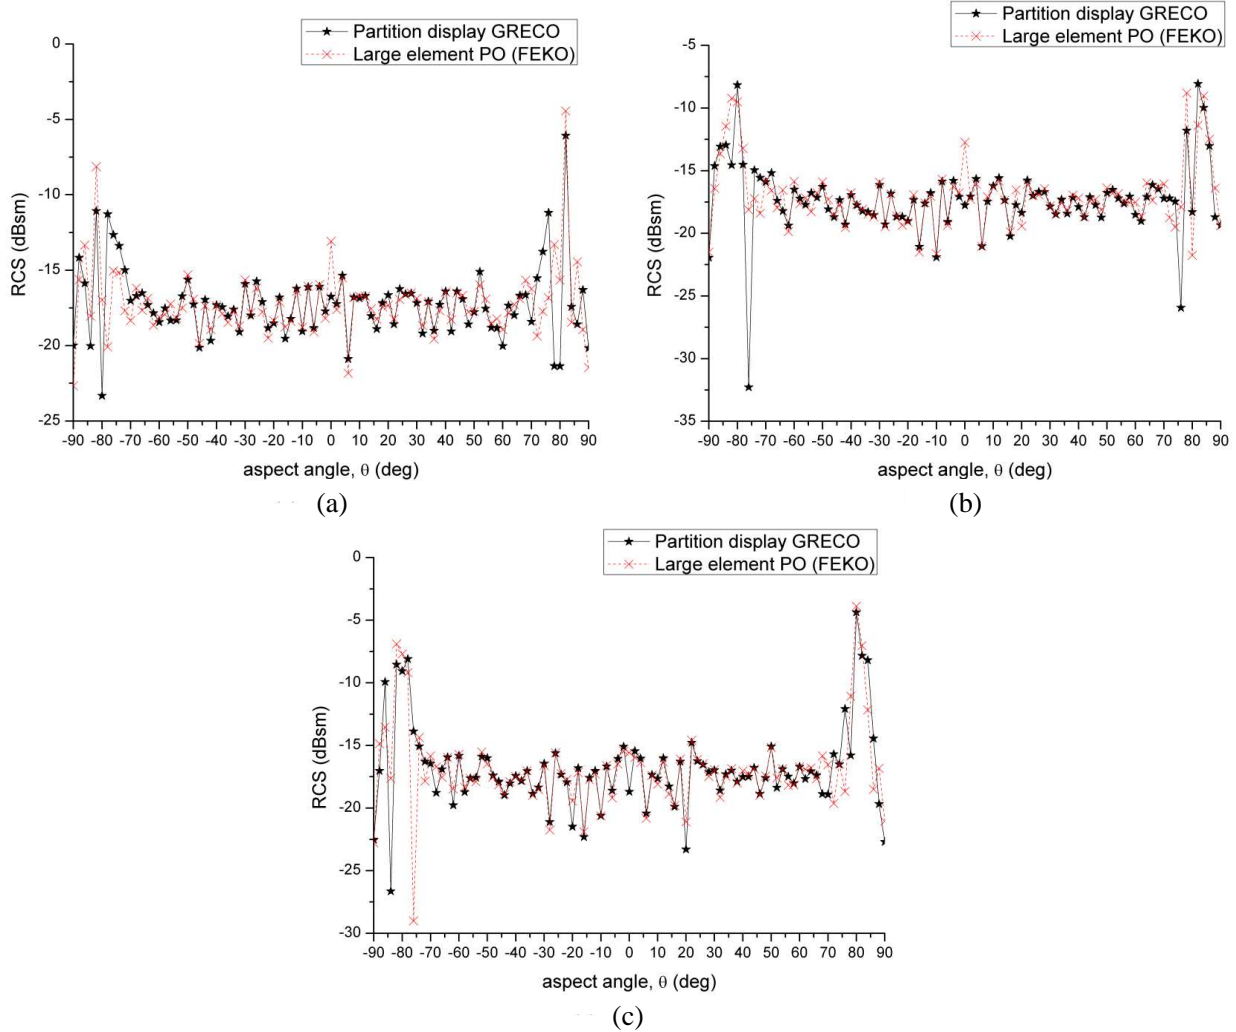 Partition display GRECO
Large element PO (FEKO)
0
-5
-10
-15
-20
-25
RCS (dBsm)
-90 -80 -70 -60 -50 -40 -30 -20 -10 0 10 20 30 40 50 60 70 80 90
aspect angle, θ (deg)
(a)
Partition display GRECO
Large element PO (FEKO)
-5
-10
-15
-20
-25
-30
-35
RCS (dBsm)
-90 -80 -70 -60 -50 -40 -30 -20 -10 0 10 20 30 40 50 60 70 80 90
aspect angle, θ (deg)
(b)
Partition display GRECO
Large element PO (FEKO)
0
-5
-10
-15
-20
-25
-30
RCS (dBsm)
-90 -80 -70 -60 -50 -40 -30 -20 -10 0 10 20 30 40 50 60 70 80 90
aspect angle, θ (deg)
(c)